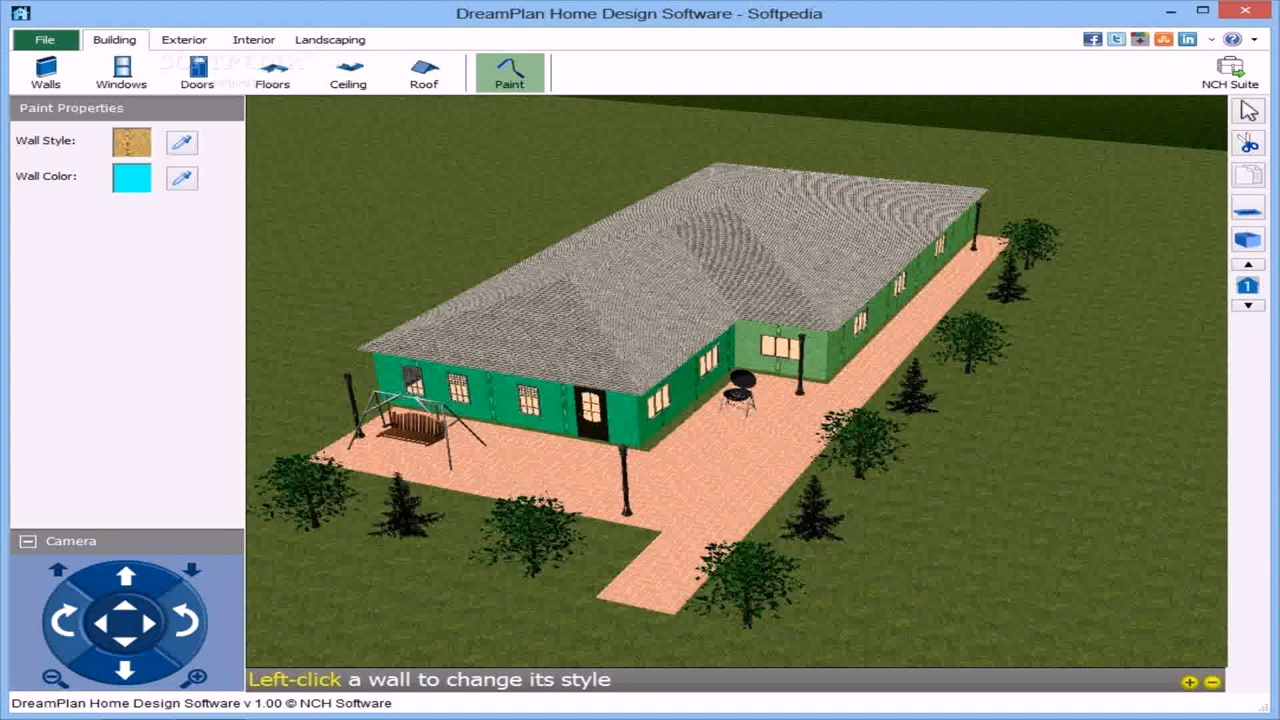 DreamPlan Home Design Software - Softpedia
File Building Exterior Interior Landscaping
SOFTPEDIA
Walls Windows Doors Floors Ceiling Roof Paint NCH Suite
Paint Properties
Wall Style:
Wall Color:
1
Camera
Left-click a wall to change its style
DreamPlan Home Design Software v 1.00 © NCH Software